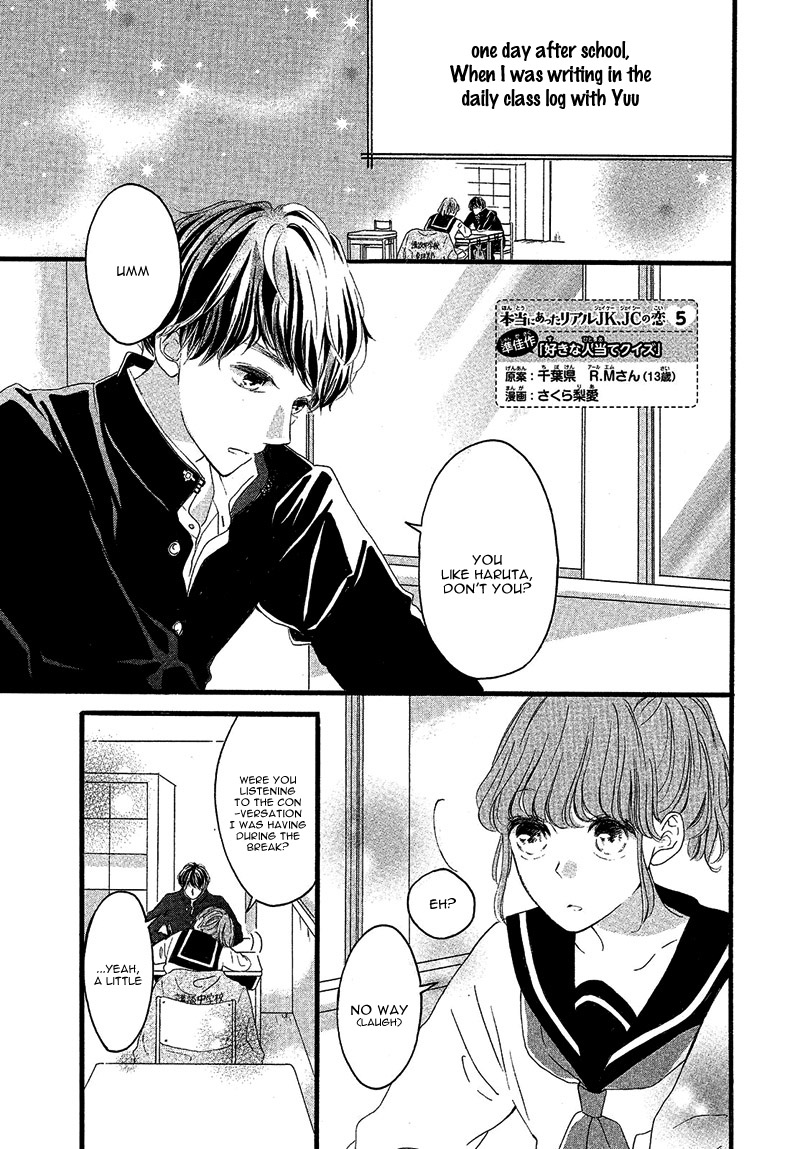 one day after school,
When I was writing in the
daily class log with Yuu
UMM
本当にあったリアルJK、JCの恋 5
準佳作 「好きな人当てクイズ」
原案:千葉県 R.Mさん(13歳)
漫画:さくら梨愛
YOU
LIKE HARUTA,
DON'T YOU?
EH?
NO WAY
(LAUGH)
WERE YOU
LISTENING
TO THE CON
-VERSATION
I WAS HAVING
DURING THE
BREAK?
...YEAH,
A LITTLE